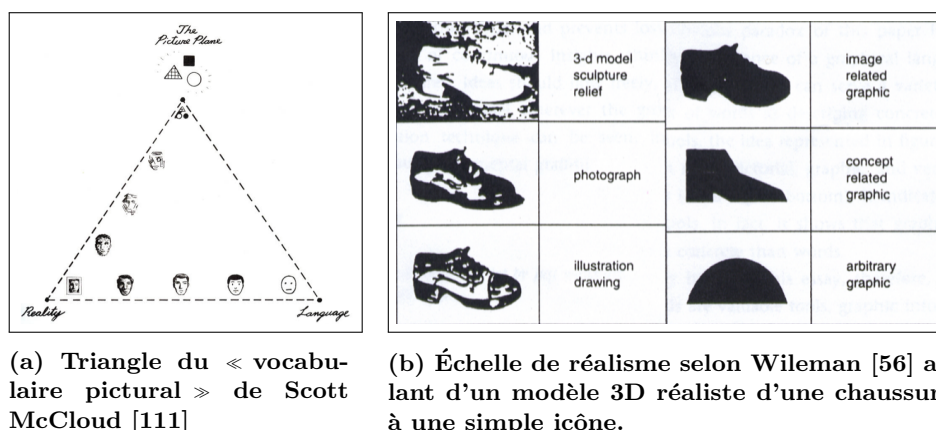 The
Picture Plane
Reality
Language
3-d model
sculpture
relief
photograph
illustration
drawing
image
related
graphic
concept
related
graphic
arbitrary
graphic
(a) Triangle du « vocabu-
laire pictural » de Scott
McCloud [111]
(b) Échelle de réalisme selon Wileman [56] al
lant d'un modèle 3D réaliste d'une chaussur
à une simple icône.